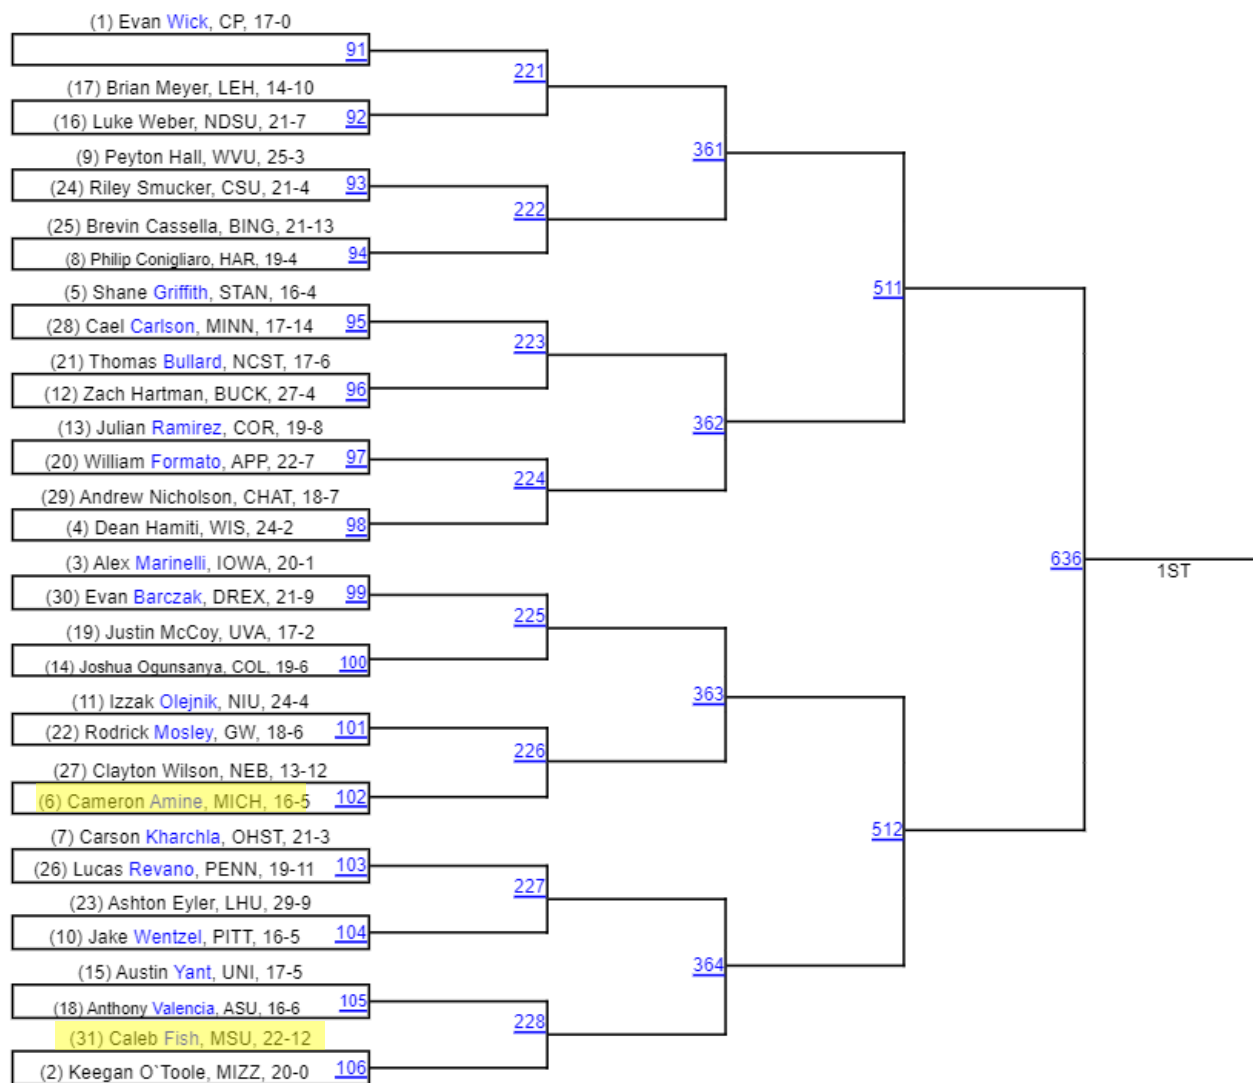 (1) Evan Wick, CP, 17-0
91
221
(17) Brian Meyer, LEH, 14-10
(16) Luke Weber, NDSU, 21-7 92
361
(9) Peyton Hall, WVU, 25-3
(24) Riley Smucker, CSU, 21-4 93
222
(25) Brevin Cassella, BING, 21-13
(8) Philip Conigliaro, HAR, 19-4 94
511
(5) Shane Griffith, STAN, 16-4
(28) Cael Carlson, MINN, 17-14 95
223
(21) Thomas Bullard, NCST, 17-6
(12) Zach Hartman, BUCK, 27-4 96
362
(13) Julian Ramirez, COR, 19-8
(20) William Formato, APP, 22-7 97
224
(29) Andrew Nicholson, CHAT, 18-7
(4) Dean Hamiti, WIS, 24-2 98
636
1ST
(3) Alex Marinelli, IOWA, 20-1
(30) Evan Barczak, DREX, 21-9 99
225
(19) Justin McCoy, UVA, 17-2
(14) Joshua Ogunsanya, COL, 19-6 100
363
(11) Izzak Olejnik, NIU, 24-4
(22) Rodrick Mosley, GW, 18-6 101
226
(27) Clayton Wilson, NEB, 13-12
(6) Cameron Amine, MICH, 16-5 102
512
(7) Carson Kharchla, OHST, 21-3
(26) Lucas Revano, PENN, 19-11 103
227
(23) Ashton Eyler, LHU, 29-9
(10) Jake Wentzel, PITT, 16-5 104
364
(15) Austin Yant, UNI, 17-5
(18) Anthony Valencia, ASU, 16-6 105
228
(31) Caleb Fish, MSU, 22-12
(2) Keegan O`Toole, MIZZ, 20-0 106